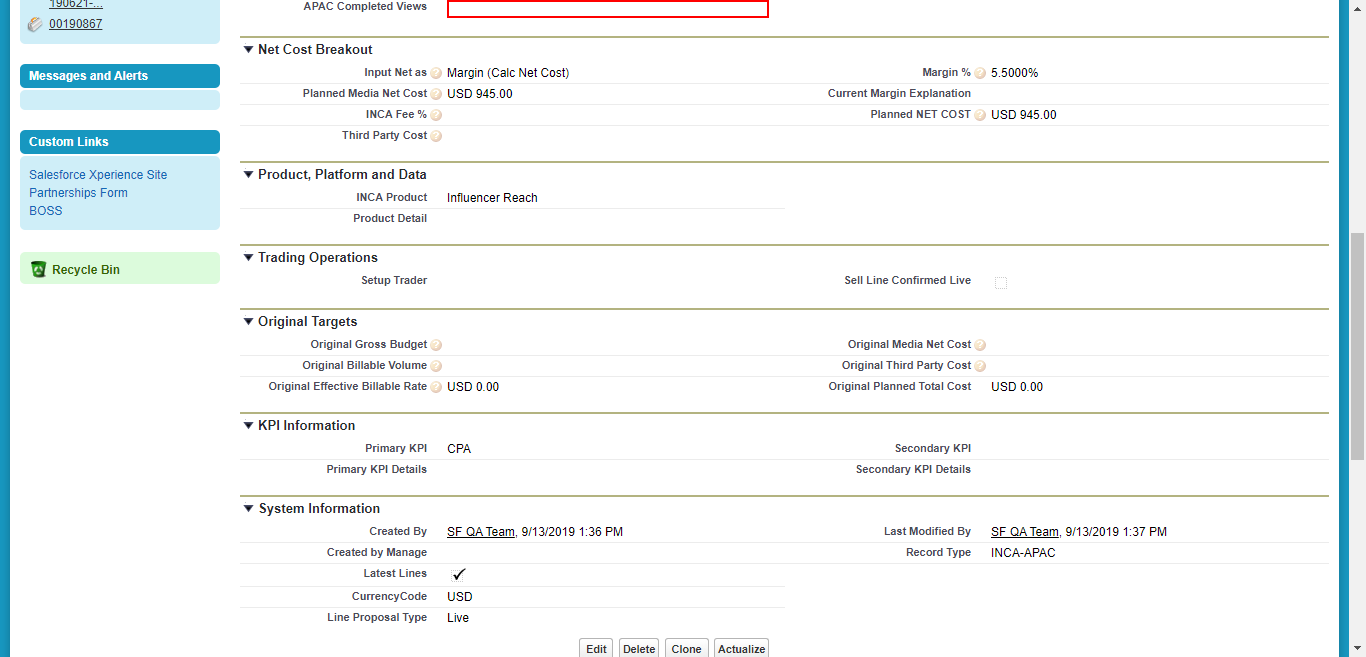 190621-...
00190867
Messages and Alerts
Custom Links
Salesforce Xperience Site
Partnerships Form
BOSS
Recycle Bin
APAC Completed Views
Net Cost Breakout
Input Net as ? Margin (Calc Net Cost) Margin % ? 5.5000%
Planned Media Net Cost ? USD 945.00 Current Margin Explanation
INCA Fee % ? Planned NET COST ? USD 945.00
Third Party Cost ?
Product, Platform and Data
INCA Product Influencer Reach
Product Detail
Trading Operations
Setup Trader Sell Line Confirmed Live
Original Targets
Original Gross Budget ? Original Media Net Cost ?
Original Billable Volume ? Original Third Party Cost ?
Original Effective Billable Rate ? USD 0.00 Original Planned Total Cost USD 0.00
KPI Information
Primary KPI CPA Secondary KPI
Primary KPI Details Secondary KPI Details
System Information
Created By SF QA Team, 9/13/2019 1:36 PM Last Modified By SF QA Team, 9/13/2019 1:37 PM
Created by Manage Record Type INCA-APAC
Latest Lines
CurrencyCode USD
Line Proposal Type Live
Edit Delete Clone Actualize